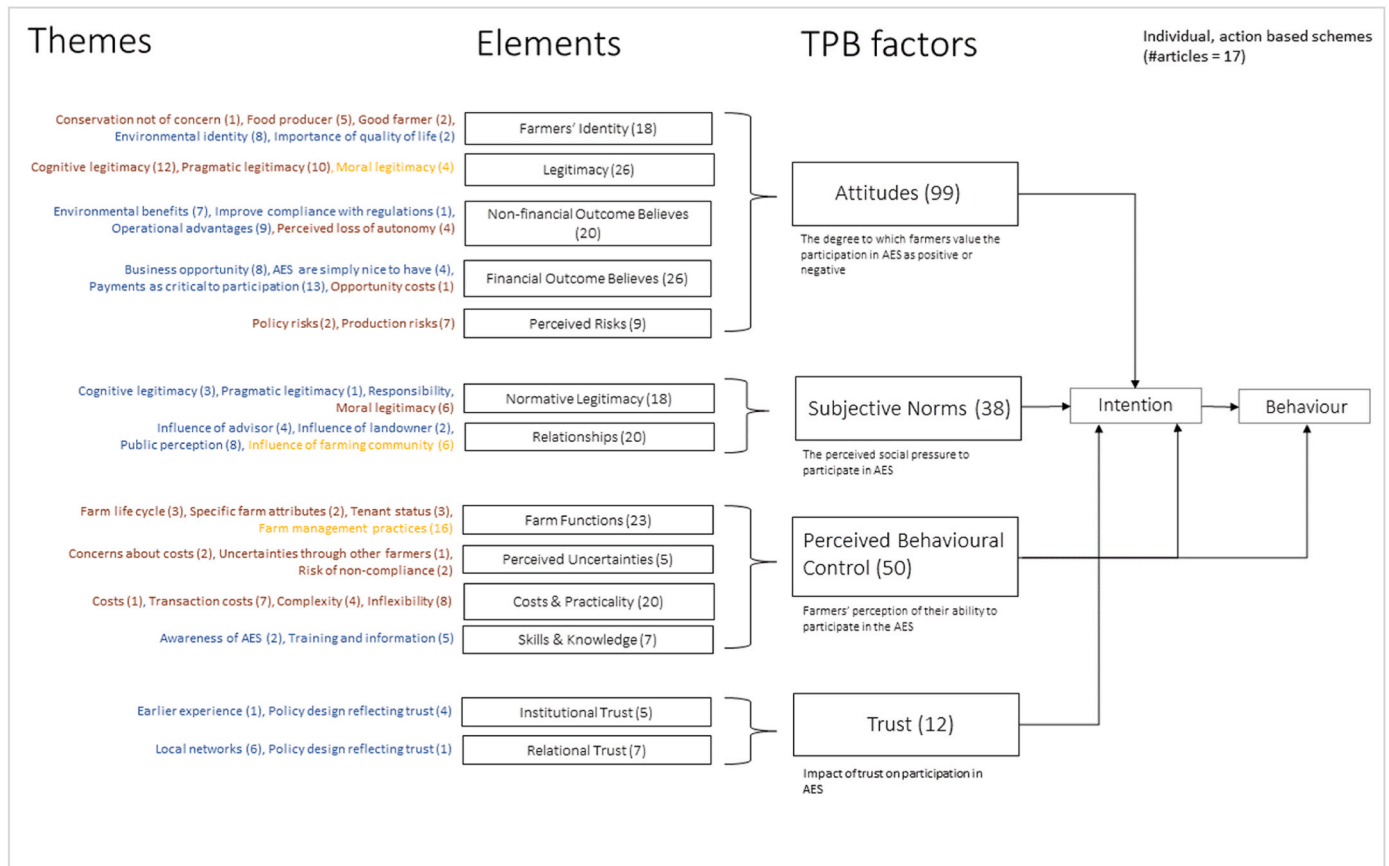 Themes
Elements
TPB factors
Individual, action based schemes
(#articles = 17)
Conservation not of concern (1), Food producer (5), Good farmer (2),
Environmental identity (8), Importance of quality of life (2)
Farmers' Identity (18)
Cognitive legitimacy (12), Pragmatic legitimacy (10), Moral legitimacy (4)
Legitimacy (26)
Environmental benefits (7), Improve compliance with regulations (1),
Operational advantages (9), Perceived loss of autonomy (4)
Non-financial Outcome Believes
(20)
Business opportunity (8), AES are simply nice to have (4),
Payments as critical to participation (13), Opportunity costs (1)
Financial Outcome Believes (26)
Policy risks (2), Production risks (7)
Perceived Risks (9)
Attitudes (99)
The degree to which farmers value the
participation in AES as positive or
negative
Cognitive legitimacy (3), Pragmatic legitimacy (1), Responsibility,
Moral legitimacy (6)
Normative Legitimacy (18)
Influence of advisor (4), Influence of landowner (2),
Public perception (8), Influence of farming community (6)
Relationships (20)
Subjective Norms (38)
The perceived social pressure to
participate in AES
Intention
Behaviour
Farm life cycle (3), Specific farm attributes (2), Tenant status (3),
Farm management practices (16)
Farm Functions (23)
Concerns about costs (2), Uncertainties through other farmers (1),
Risk of non-compliance (2)
Perceived Uncertainties (5)
Costs (1), Transaction costs (7), Complexity (4), Inflexibility (8)
Costs & Practicality (20)
Awareness of AES (2), Training and information (5)
Skills & Knowledge (7)
Perceived Behavioural
Control (50)
Farmers' perception of their ability to
participate in the AES
Earlier experience (1), Policy design reflecting trust (4)
Institutional Trust (5)
Local networks (6), Policy design reflecting trust (1)
Relational Trust (7)
Trust (12)
Impact of trust on participation in
AES